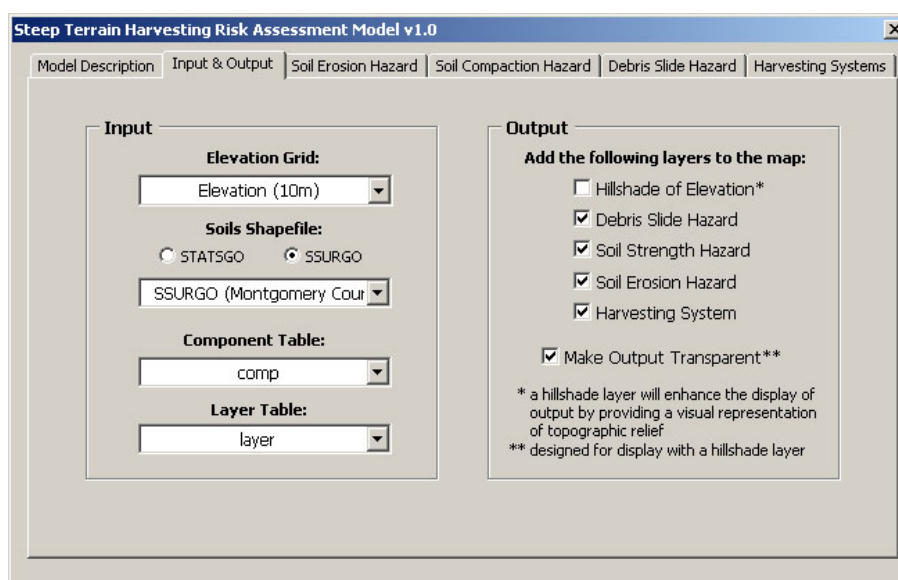 Steep Terrain Harvesting Risk Assessment Model v1.0
Model Description
Input & Output
Soil Erosion Hazard
Soil Compaction Hazard
Debris Slide Hazard
Harvesting Systems
Input
Elevation Grid:
Elevation (10m)
Soils Shapefile:
STATSGO
SSURGO
SSURGO (Montgomery Cour
Component Table:
comp
Layer Table:
layer
Output
Add the following layers to the map:
Hillshade of Elevation*
Debris Slide Hazard
Soil Strength Hazard
Soil Erosion Hazard
Harvesting System
Make Output Transparent**
* a hillshade layer will enhance the display of
output by providing a visual representation
of topographic relief
** designed for display with a hillshade layer